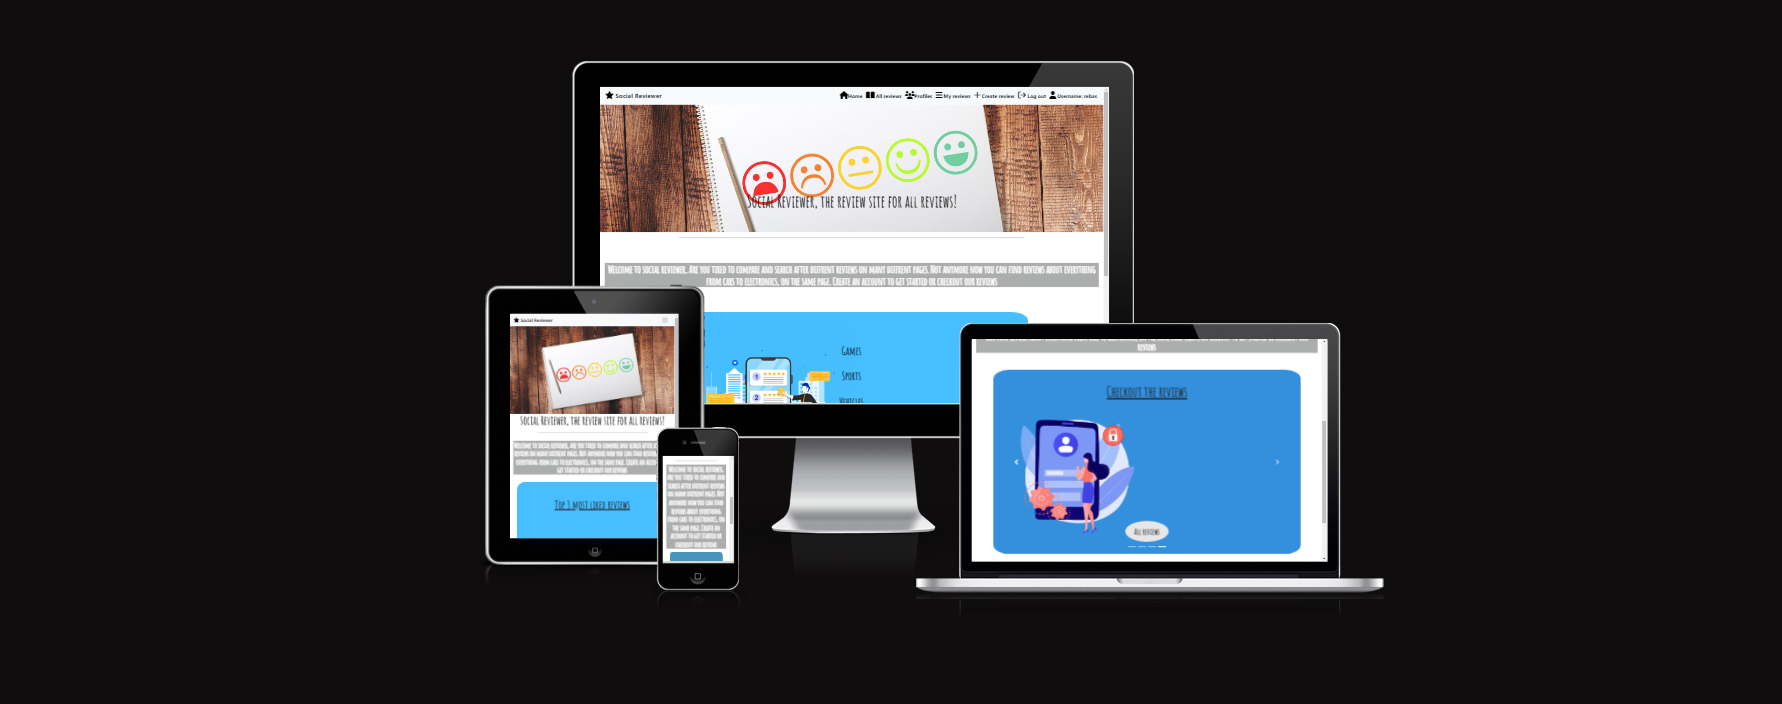 Social Reviewer
Home All reviews Profiles My reviews Create review Log out Username: rebas
Social Reviewer, the review site for all reviews!
Welcome to social reviewer. Are you tired to compare and search after diffrent reviews on many diffrent pages. Not anymore now you can find reviews about everything
from cars to electronics, on the same page. Create an account to get started or checkout our reviews
Games
Sports
Vehicles
1
2
Social Reviewer
Social Reviewer, the review site for all reviews!
Welcome to social reviewer, are you tired to compare and search after
reviews on many diffrent pages. Not anymore now you can find
everything from cars to electronics, on the same page. Create an
get started or checkout our reviews
Top 3 most liked reviews
Welcome to social reviewer,
are you tired to compare and
search after diffrent reviews
on many diffrent pages. Not
anymore now you can find
reviews about everything
from cars to electronics, on
the same page. Create an
account to get started or
checkout our reviews
reviews
Checkout the reviews
All reviews